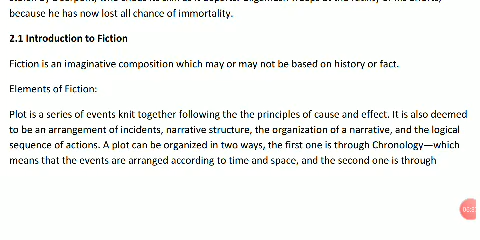 because he has now lost all chance of immortality.
2.1 Introduction to Fiction
Fiction is an imaginative composition which may or may not be based on history or fact.
Elements of Fiction:
Plot is a series of events knit together following the the principles of cause and effect. It is also deemed
to be an arrangement of incidents, narrative structure, the organization of a narrative, and the logical
sequence of actions. A plot can be organized in two ways, the first one is through Chronology—which
means that the events are arranged according to time and space, and the second one is through